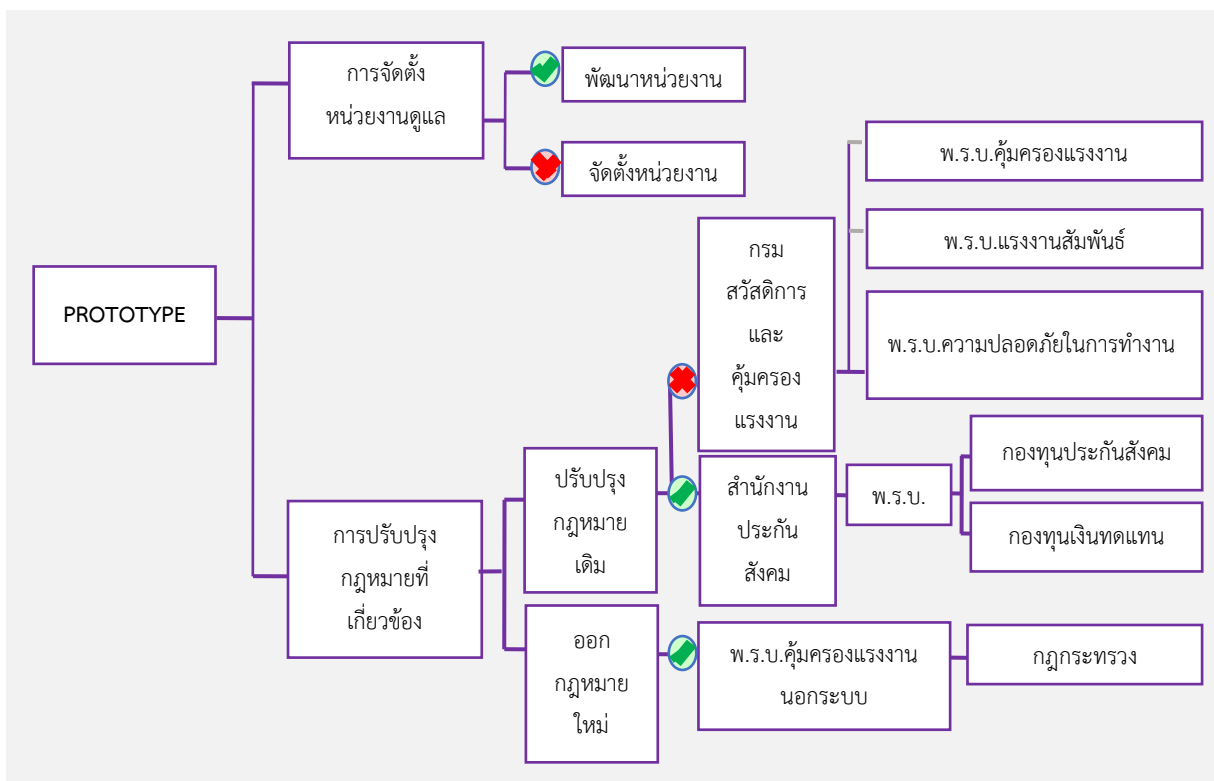 การจัดตั้ง
หน่วยงานดูแล
พัฒนาหน่วยงาน
จัดตั้งหน่วยงาน
PROTOTYPE
กรม
สวัสดิการ
และ
คุ้มครอง
แรงงาน
พ.ร.บ.คุ้มครองแรงงาน
พ.ร.บ.แรงงานสัมพันธ์
พ.ร.บ.ความปลอดภัยในการทำงาน
การปรับปรุง
กฎหมายที่
เกี่ยวข้อง
ปรับปรุง
กฎหมาย
เดิม
สำนักงาน
ประกัน
สังคม
พ.ร.บ.
กองทุนประกันสังคม
กองทุนเงินทดแทน
ออก
กฎหมาย
ใหม่
พ.ร.บ.คุ้มครองแรงงาน
นอกระบบ
กฎกระทรวง